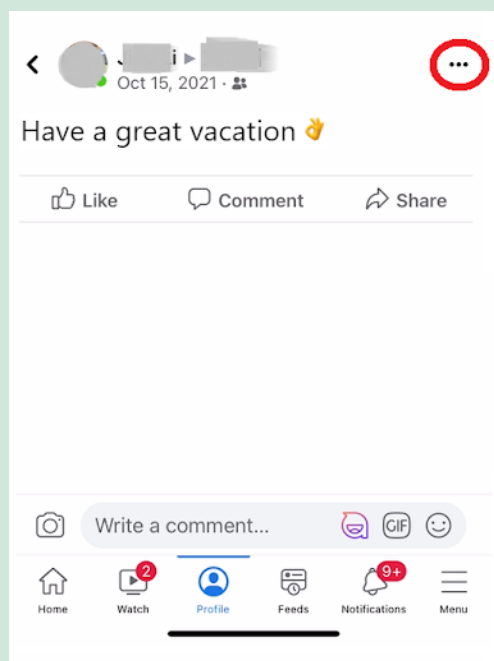 Oct 15, 2021
Have a great vacation 👌
Like Comment Share
Write a comment... GIF
2 9+
Home Watch Profile Feeds Notifications Menu